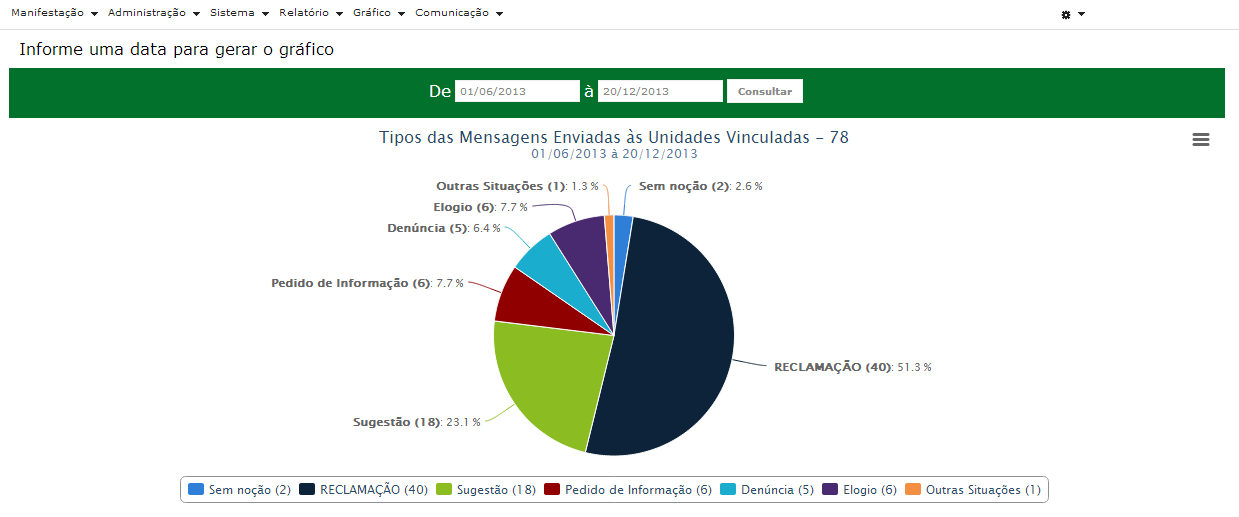 Manifestação Administração Sistema Relatório Gráfico Comunicação
Informe uma data para gerar o gráfico
De 01/06/2013 à 20/12/2013 Consultar
Tipos das Mensagens Enviadas às Unidades Vinculadas - 78
01/06/2013 à 20/12/2013
Outras Situações (1): 1.3 % Sem noção (2): 2.6 %
Elogio (6): 7.7 %
Denúncia (5): 6.4 %
Pedido de Informação (6): 7.7 %
RECLAMAÇÃO (40): 51.3 %
Sugestão (18): 23.1 %
Sem noção (2) RECLAMAÇÃO (40) Sugestão (18) Pedido de Informação (6) Denúncia (5) Elogio (6) Outras Situações (1)